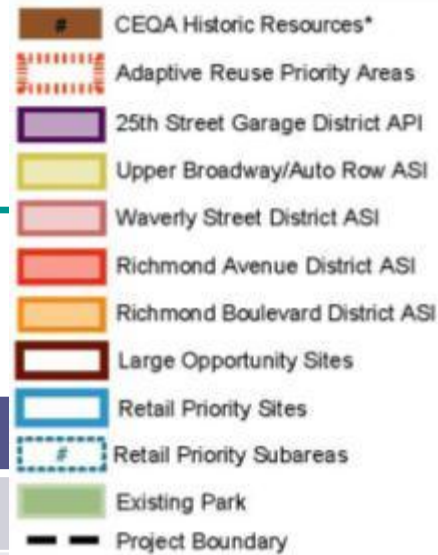 # CEQA Historic Resources*
Adaptive Reuse Priority Areas
25th Street Garage District API
Upper Broadway/Auto Row ASI
Waverly Street District ASI
Richmond Avenue District ASI
Richmond Boulevard District ASI
Large Opportunity Sites
Retail Priority Sites
# Retail Priority Subareas
Existing Park
Project Boundary